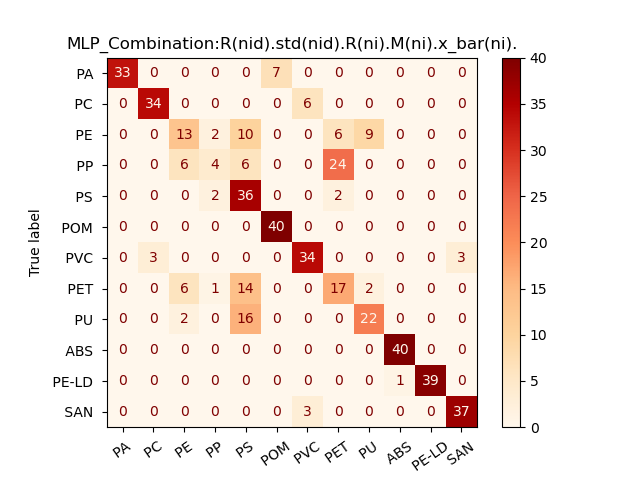 MLP_Combination:R(nid).std(nid).R(ni).M(ni).x_bar(ni).
PA 33 0 0 0 0 7 0 0 0 0 0 0
PC 0 34 0 0 0 0 6 0 0 0 0 0
PE 0 0 13 2 10 0 0 6 9 0 0 0
PP 0 0 6 4 6 0 0 24 0 0 0 0
PS 0 0 0 2 36 0 0 2 0 0 0 0
POM 0 0 0 0 0 40 0 0 0 0 0 0
PVC 0 3 0 0 0 0 34 0 0 0 0 3
PET 0 0 6 1 14 0 0 17 2 0 0 0
PU 0 0 2 0 16 0 0 0 22 0 0 0
ABS 0 0 0 0 0 0 0 0 0 40 0 0
PE-LD 0 0 0 0 0 0 0 0 0 1 39 0
SAN 0 0 0 0 0 0 3 0 0 0 0 37
PA PC PE PP PS POM PVC PET PU ABS PE-LD SAN
True label
40
35
30
25
20
15
10
5
0